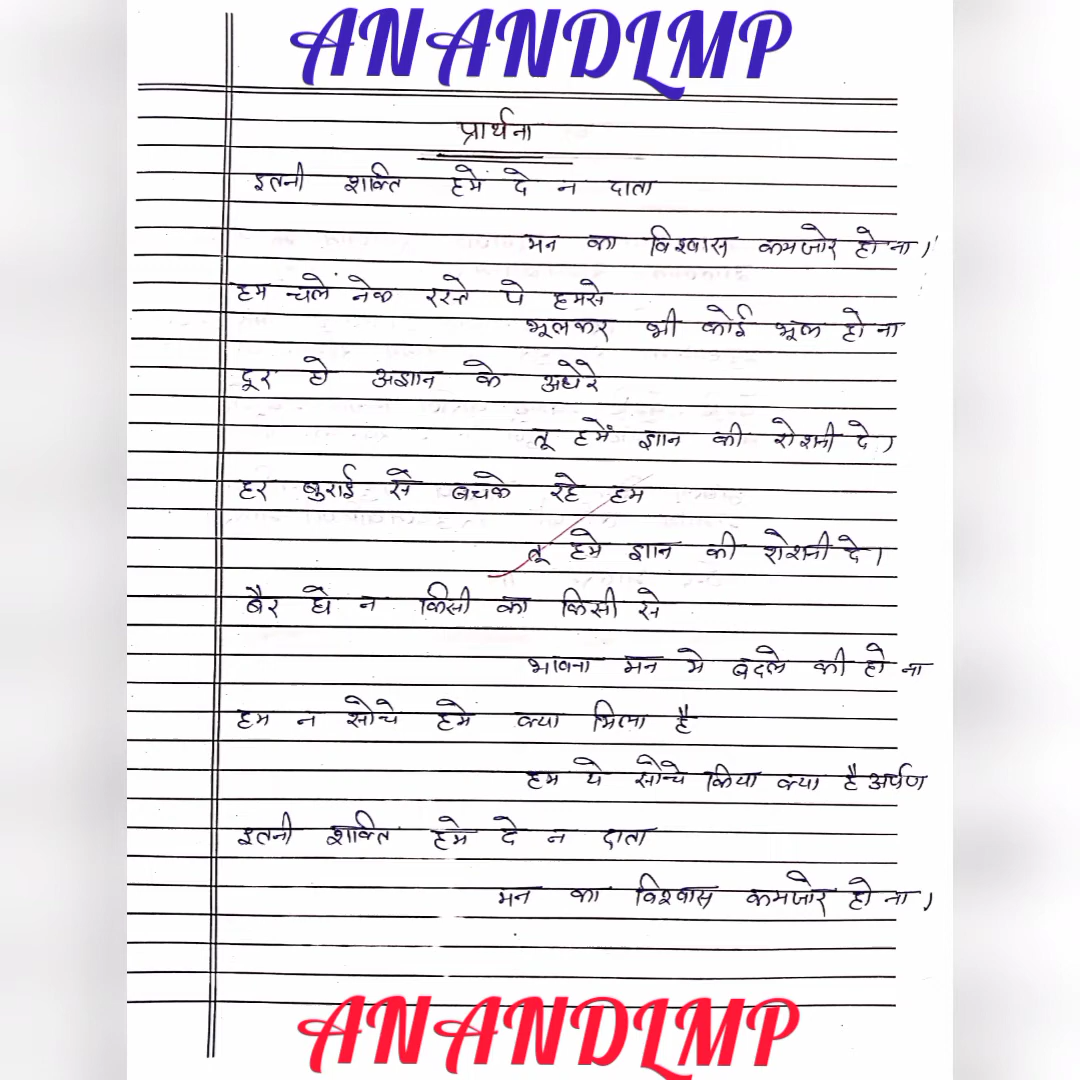 ANANDLMP
प्रार्थना
इतनी शक्ति हमें दे न दाता
मन का विश्वास कमजोर हो ना।
हम चलें नेक रस्ते पे हमसे
भूलकर भी कोई भूल हो ना
दूर हो अज्ञान के अधेरे
तू हमें ज्ञान की रोशनी दे।
हर बुराई से बचके रहे हम
तू हमे ज्ञान की रोशनी दे।
बैर हो न किसी का किसी से
भावना मन मे बदले की हो ना
हम न सोचे हमे क्या मिला है
हम ये सोचे किया क्या है अर्पण
इतनी शक्ति हमे दे न दाता
मन का विश्वास कमजोर हो ना।
ANANDLMP